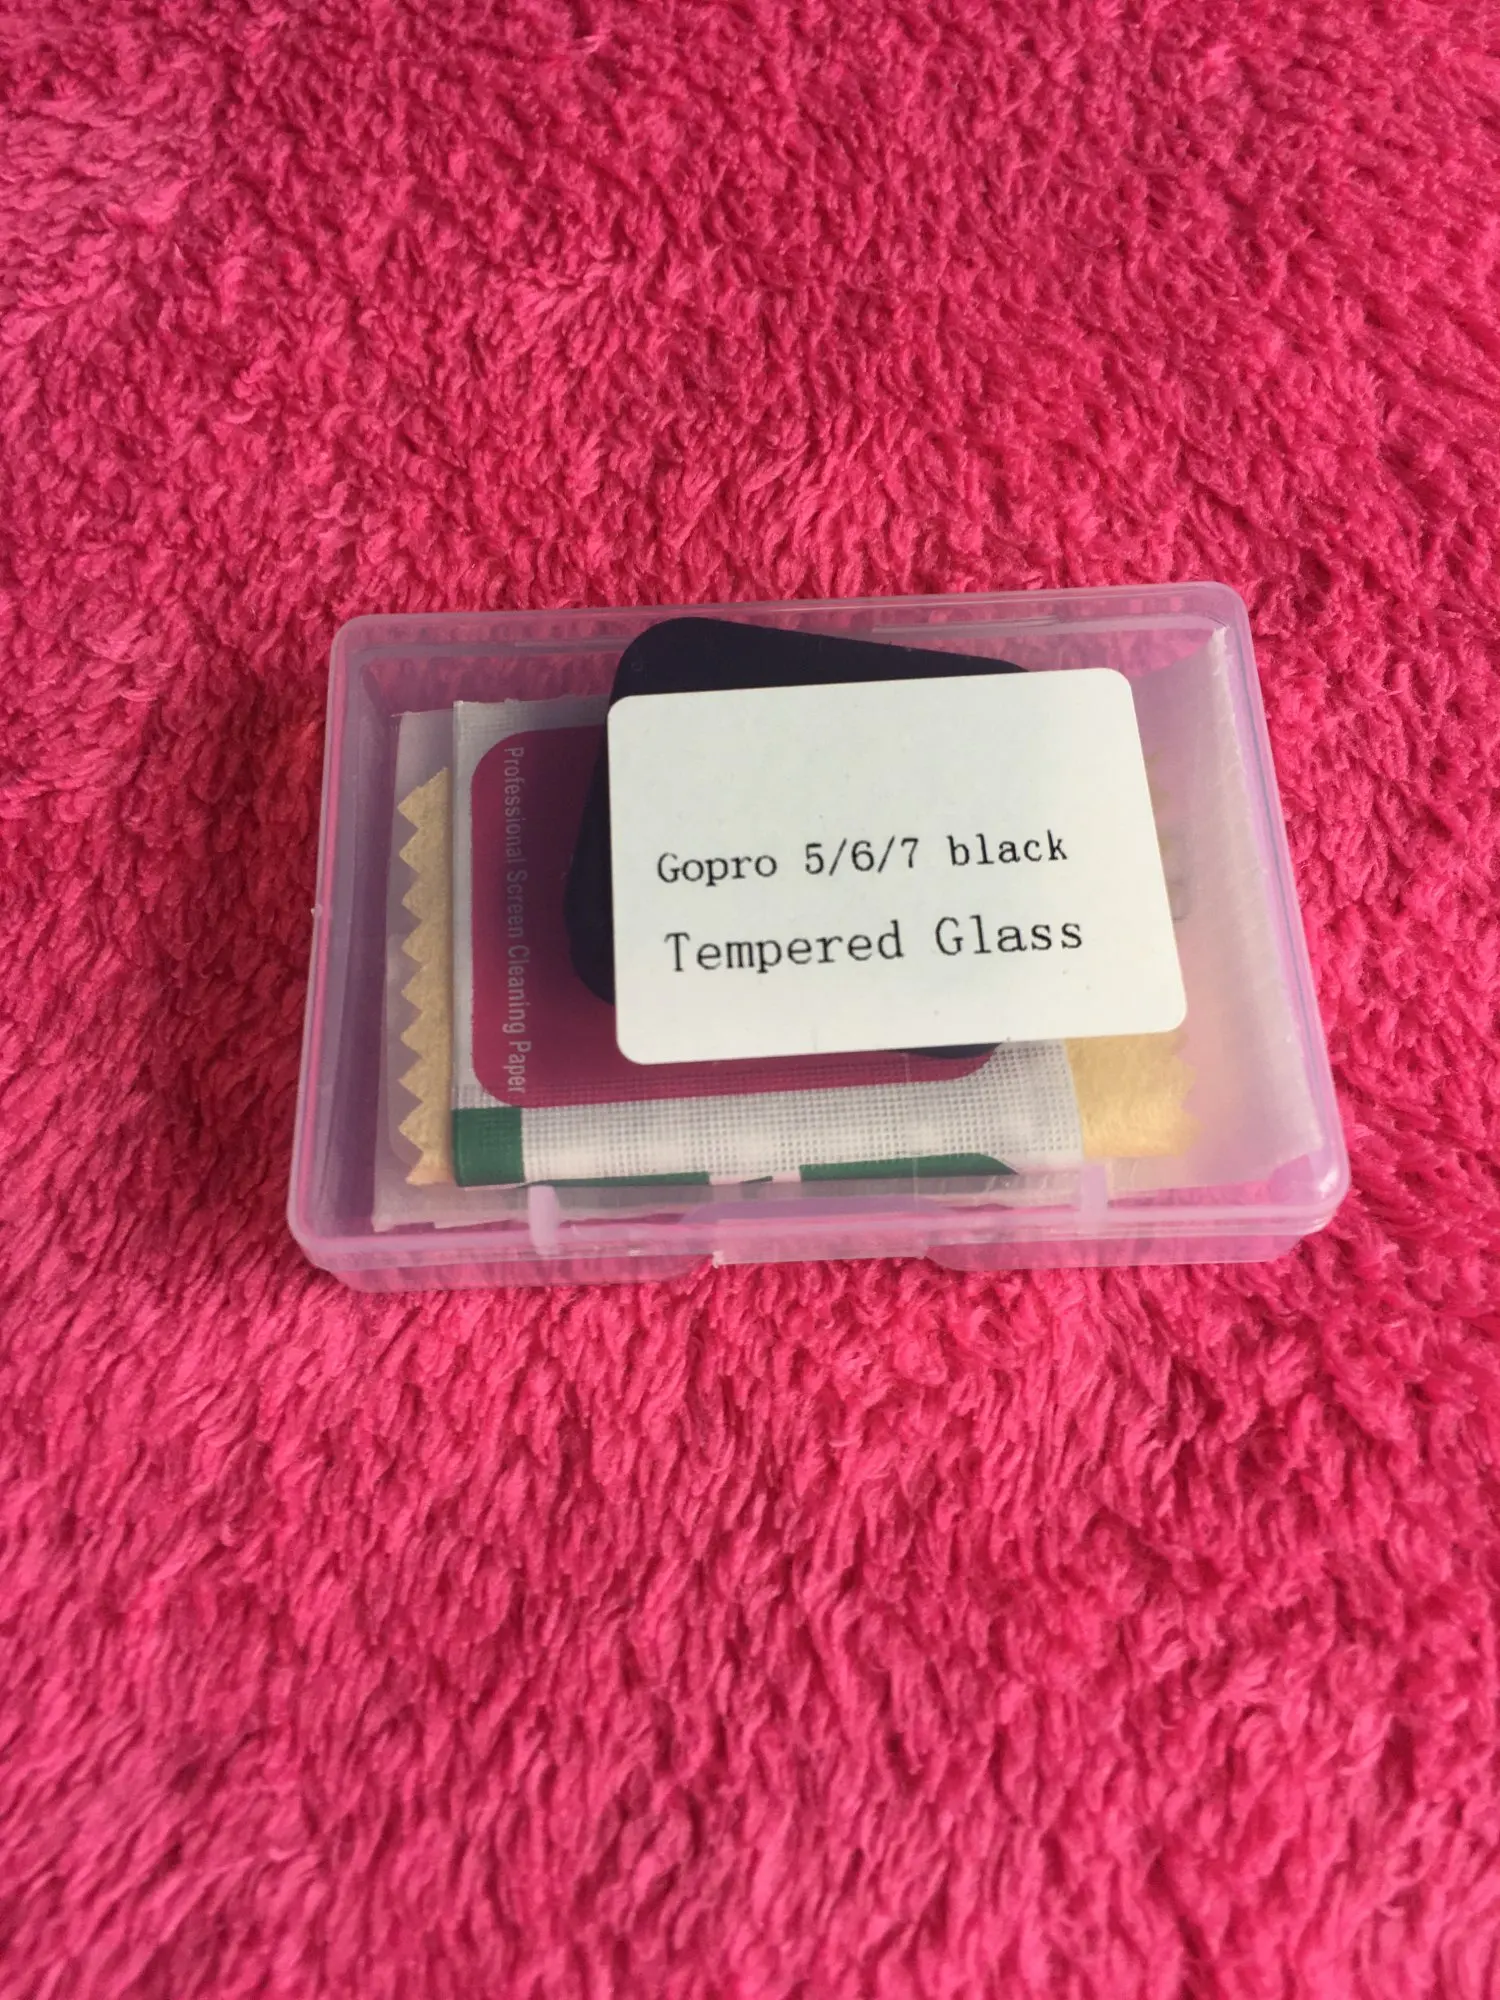 Gopro 5/6/7 black
Tempered Glass
Professional Screen Cleaning Paper